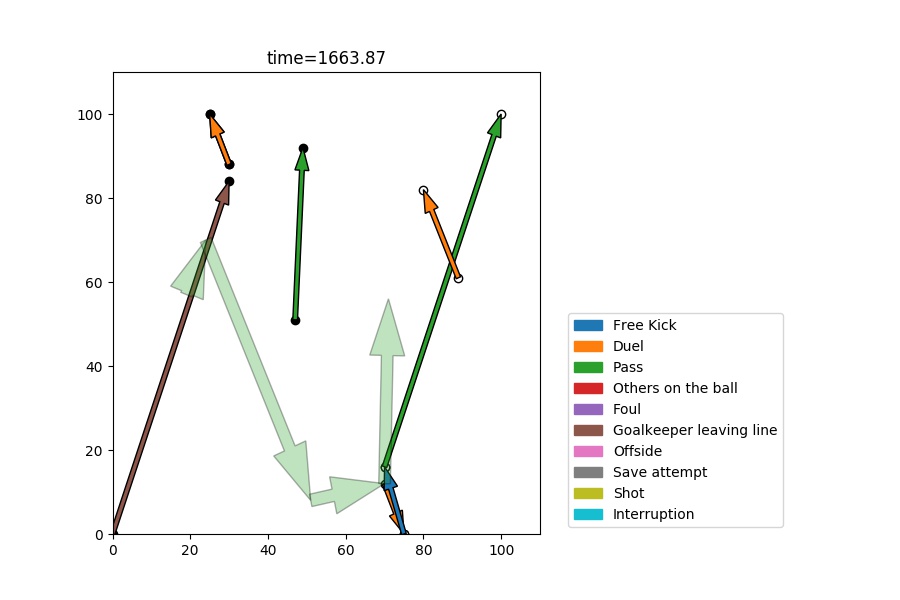 time=1663.87
100
80
60
40
20
0
0 20 40 60 80 100
Free Kick
Duel
Pass
Others on the ball
Foul
Goalkeeper leaving line
Offside
Save attempt
Shot
Interruption